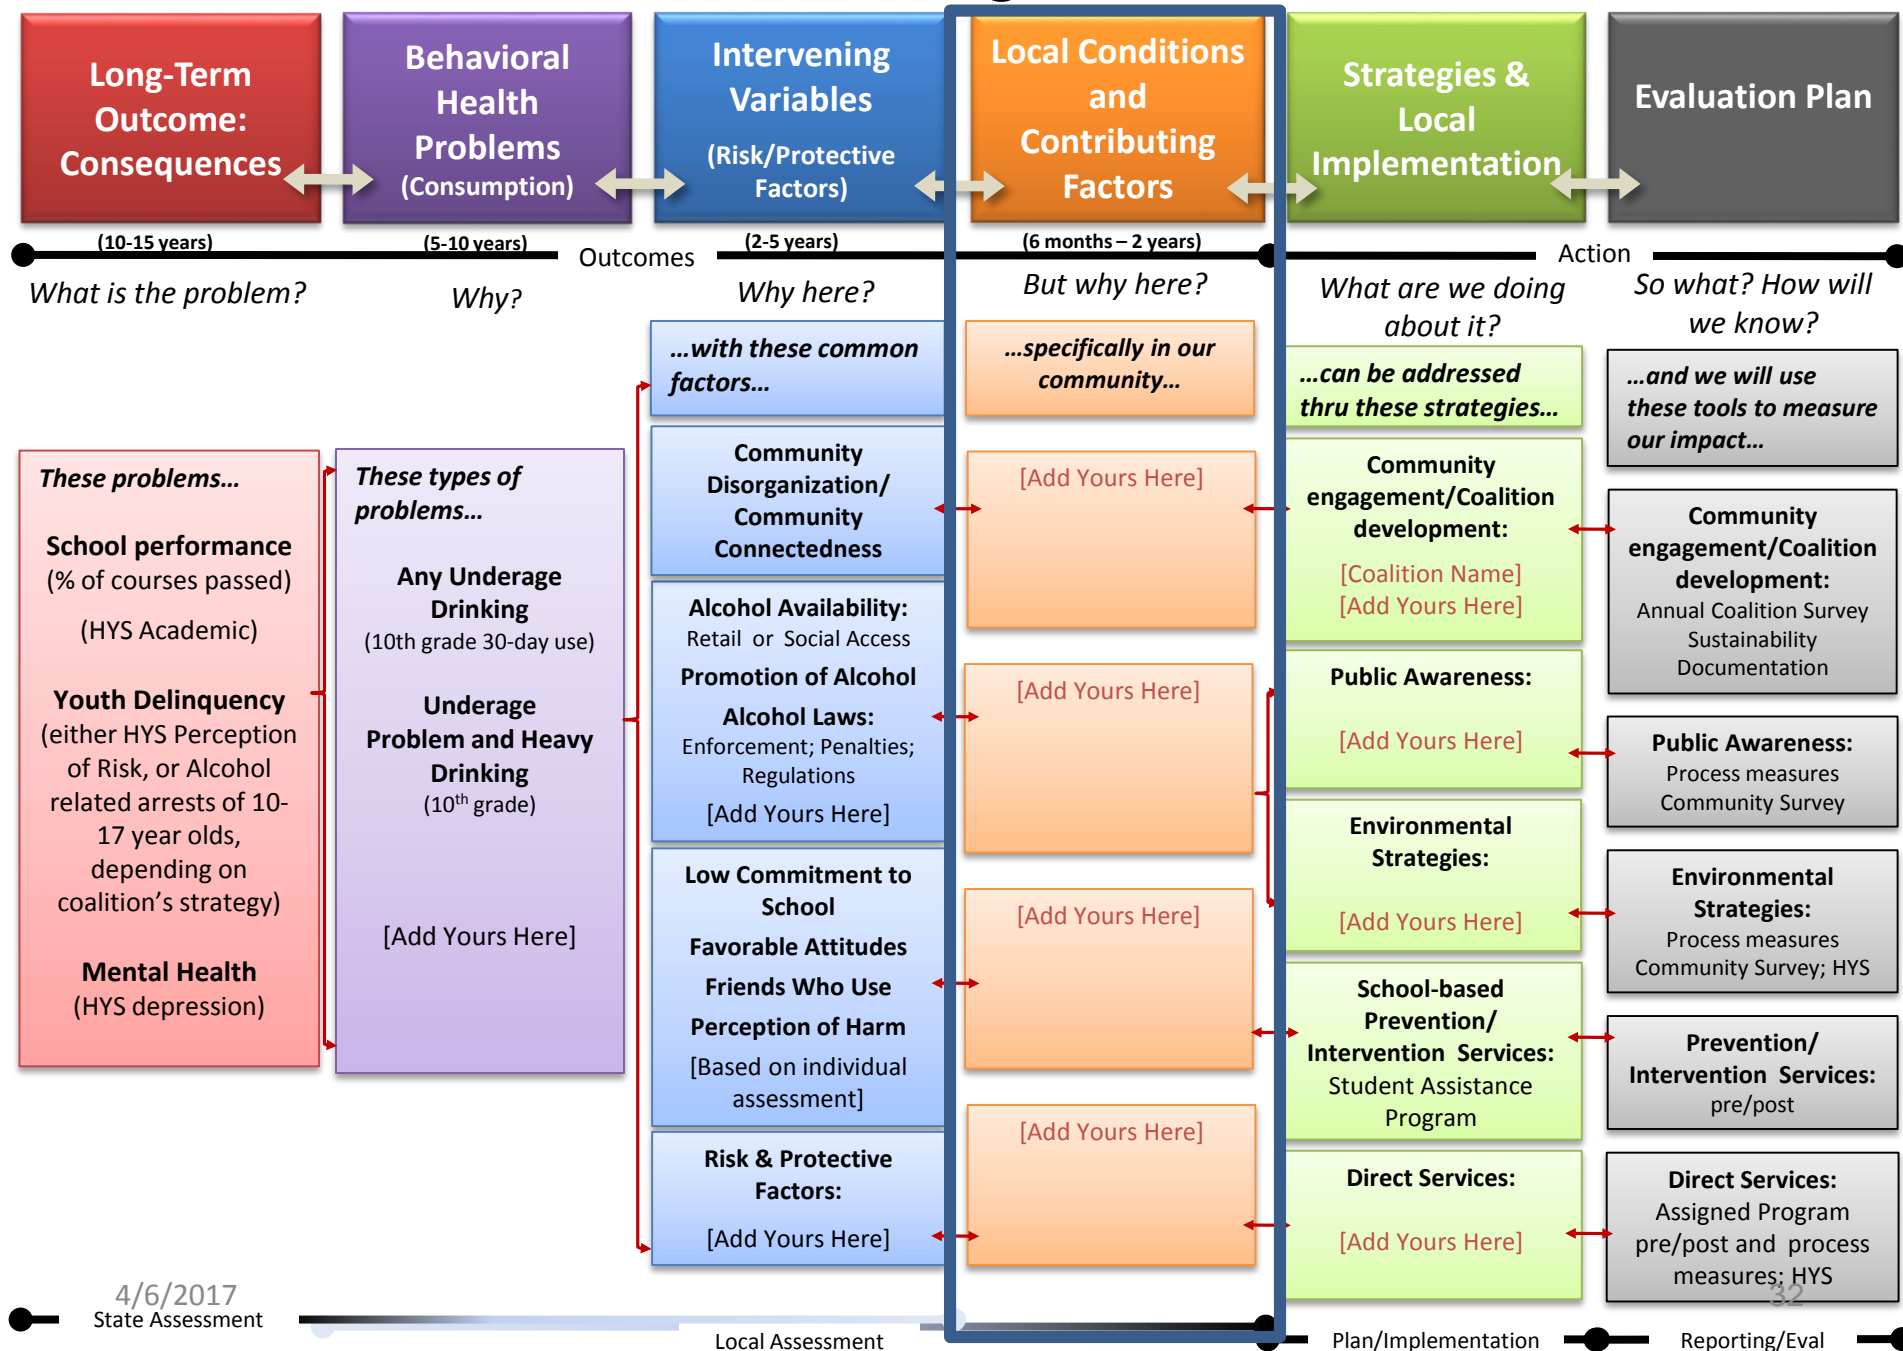 Long-Term
Outcome:
Consequences
Behavioral
Health
Problems
(Consumption)
Intervening
Variables
(Risk/Protective
Factors)
Local Conditions
and
Contributing
Factors
Strategies &
Local
Implementation
Evaluation Plan
(10-15 years)
(5-10 years)
(2-5 years)
(6 months – 2 years)
Outcomes
Action
What is the problem?
Why?
Why here?
But why here?
What are we doing
about it?
So what? How will
we know?
These problems…
School performance
(% of courses passed)
(HYS Academic)
Youth Delinquency
(either HYS Perception
of Risk, or Alcohol
related arrests of 10-
17 year olds,
depending on
coalition’s strategy)
Mental Health
(HYS depression)
These types of
problems…
Any Underage
Drinking
(10th grade 30-day use)
Underage
Problem and Heavy
Drinking
(10th grade)
[Add Yours Here]
…with these common
factors…
Community
Disorganization/
Community
Connectedness
Alcohol Availability:
Retail or Social Access
Promotion of Alcohol
Alcohol Laws:
Enforcement; Penalties;
Regulations
[Add Yours Here]
Low Commitment to
School
Favorable Attitudes
Friends Who Use
Perception of Harm
[Based on individual
assessment]
Risk & Protective
Factors:
[Add Yours Here]
…specifically in our
community…
[Add Yours Here]
[Add Yours Here]
[Add Yours Here]
[Add Yours Here]
…can be addressed
thru these strategies…
Community
engagement/Coalition
development:
[Coalition Name]
[Add Yours Here]
Public Awareness:
[Add Yours Here]
Environmental
Strategies:
[Add Yours Here]
School-based
Prevention/
Intervention Services:
Student Assistance
Program
Direct Services:
[Add Yours Here]
…and we will use
these tools to measure
our impact…
Community
engagement/Coalition
development:
Annual Coalition Survey
Sustainability
Documentation
Public Awareness:
Process measures
Community Survey
Environmental
Strategies:
Process measures
Community Survey; HYS
Prevention/
Intervention Services:
pre/post
Direct Services:
Assigned Program
pre/post and process
measures; HYS
4/6/2017
32
State Assessment
Local Assessment
Plan/Implementation
Reporting/Eval